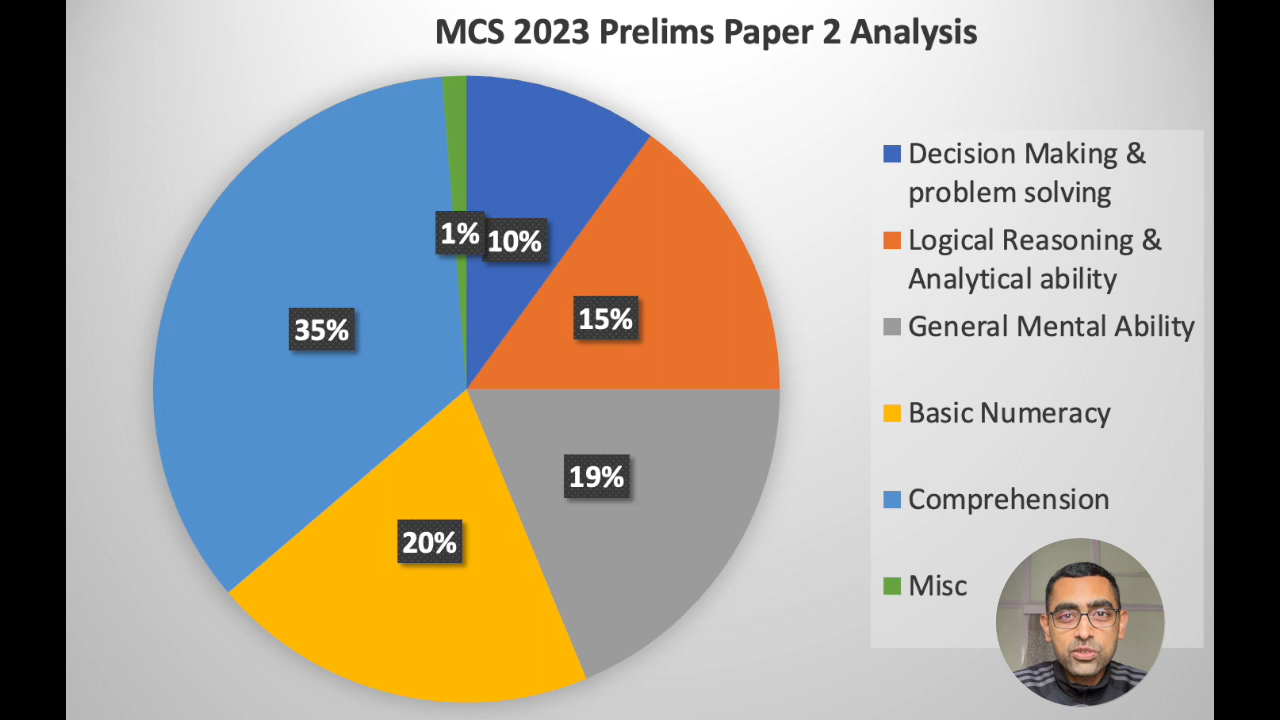 MCS 2023 Prelims Paper 2 Analysis
1%
10%
15%
35%
19%
20%
Decision Making &
problem solving
Logical Reasoning &
Analytical ability
General Mental Ability
Basic Numeracy
Comprehension
Misc